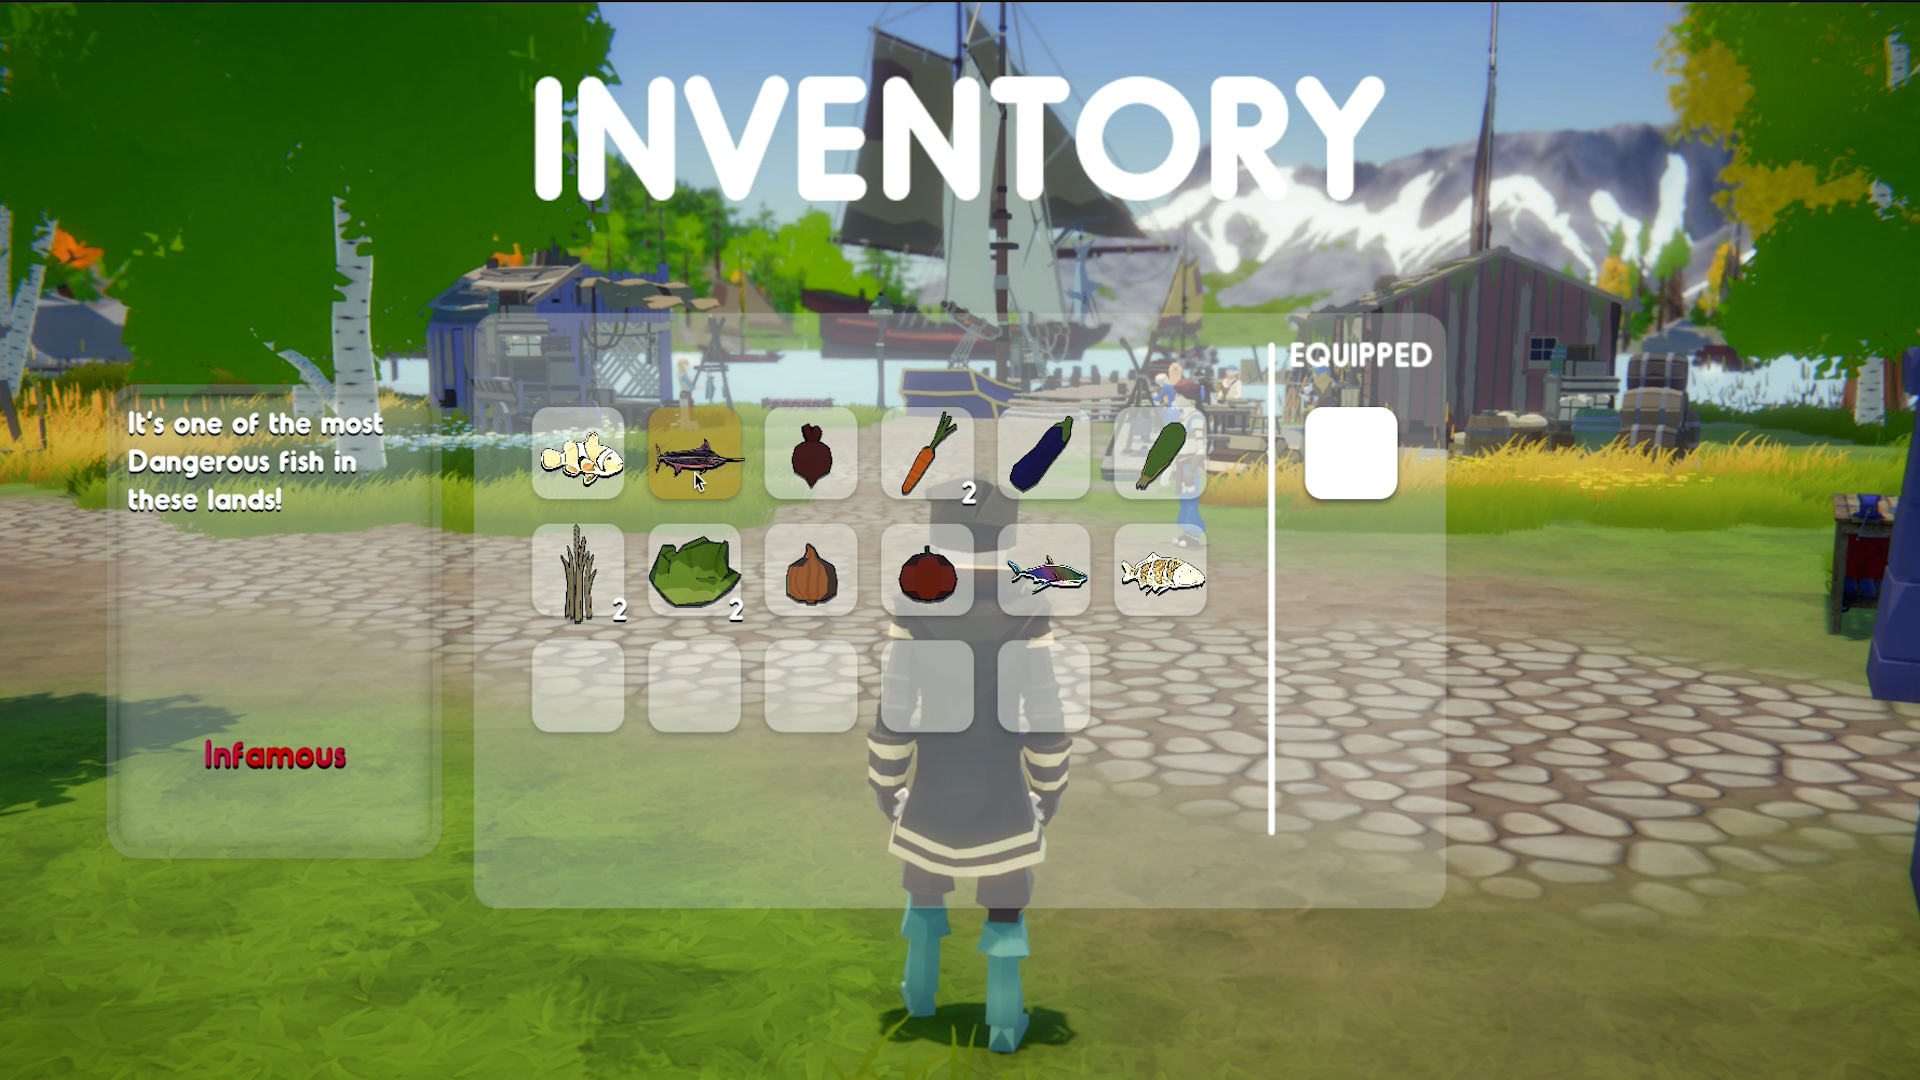 INVENTORY
EQUIPPED
It's one of the most
Dangerous fish in
these lands!
2
2
2
Infamous